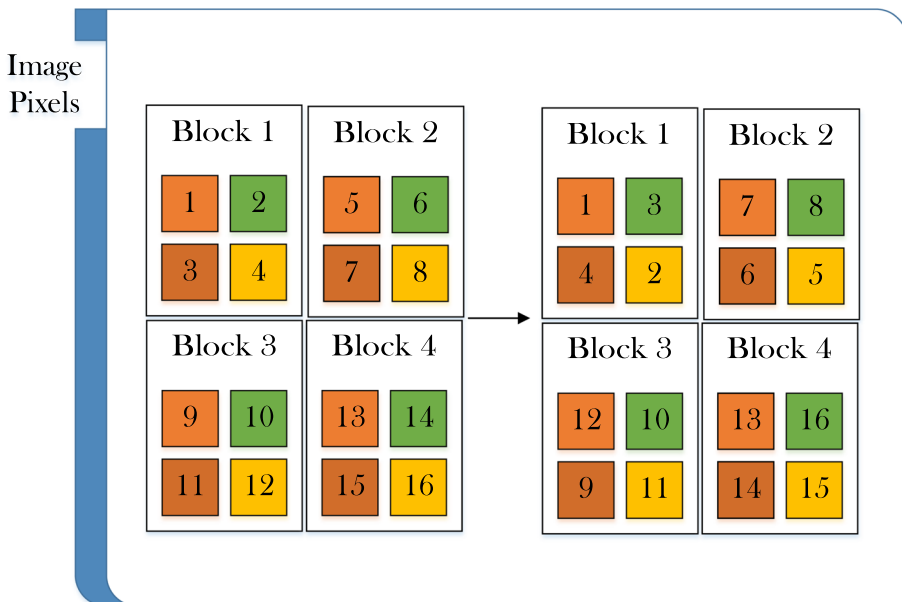 Image
Pixels
Block 1 Block 2
1 2 5 6
3 4 7 8
Block 3 Block 4
9 10 13 14
11 12 15 16
Block 1 Block 2
1 3 7 8
4 2 6 5
Block 3 Block 4
12 10 13 16
9 11 14 15